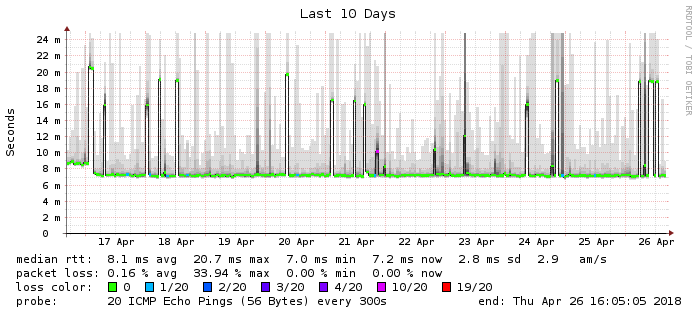 Last 10 Days
RRDTOOL / TOBI OETIKER
Seconds
24 m
22 m
20 m
18 m
16 m
14 m
12 m
10 m
8 m
6 m
4 m
2 m
0
17 Apr 18 Apr 19 Apr 20 Apr 21 Apr 22 Apr 23 Apr 24 Apr 25 Apr 26 Apr
median rtt: 8.1 ms avg 20.7 ms max 7.0 ms min 7.2 ms now 2.8 ms sd 2.9 am/s
packet loss: 0.16 % avg 33.94 % max 0.00 % min 0.00 % now
loss color: 0 1/20 2/20 3/20 4/20 10/20 19/20
probe: 20 ICMP Echo Pings (56 Bytes) every 300s end: Thu Apr 26 16:05:05 2018